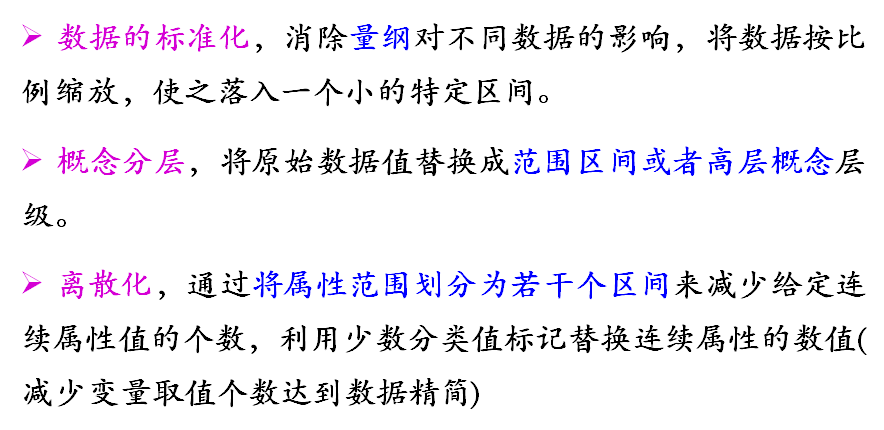 ➢ 数据的标准化，消除量纲对不同数据的影响，将数据按比
例缩放，使之落入一个小的特定区间。
➢ 概念分层，将原始数据值替换成范围区间或者高层概念层
级。
➢ 离散化，通过将属性范围划分为若干个区间来减少给定连
续属性值的个数，利用少数分类值标记替换连续属性的数值(
减少变量取值个数达到数据精简)